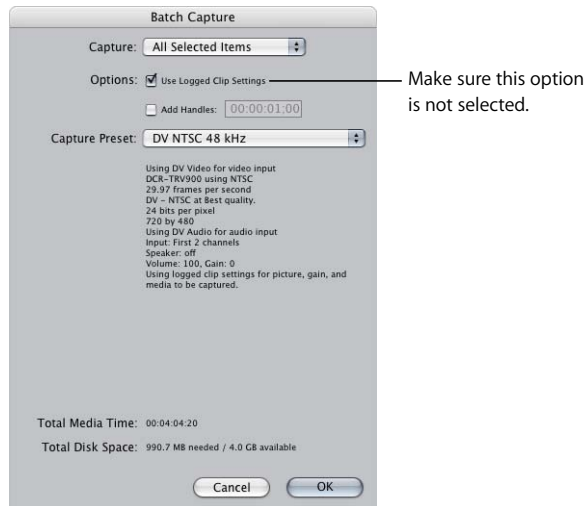 Batch Capture
Capture: All Selected Items
Options: Use Logged Clip Settings
Make sure this option
is not selected.
Add Handles: 00:00:01;00
Capture Preset: DV NTSC 48 kHz
Using DV Video for video input
DCR-TRV900 using NTSC
29.97 frames per second
DV - NTSC at Best quality.
24 bits per pixel
720 by 480
Using DV Audio for audio input
Input: First 2 channels
Speaker: off
Volume: 100, Gain: 0
Using logged clip settings for picture, gain, and
media to be captured.
Total Media Time: 00:04:04:20
Total Disk Space: 990.7 MB needed / 4.0 GB available
Cancel OK